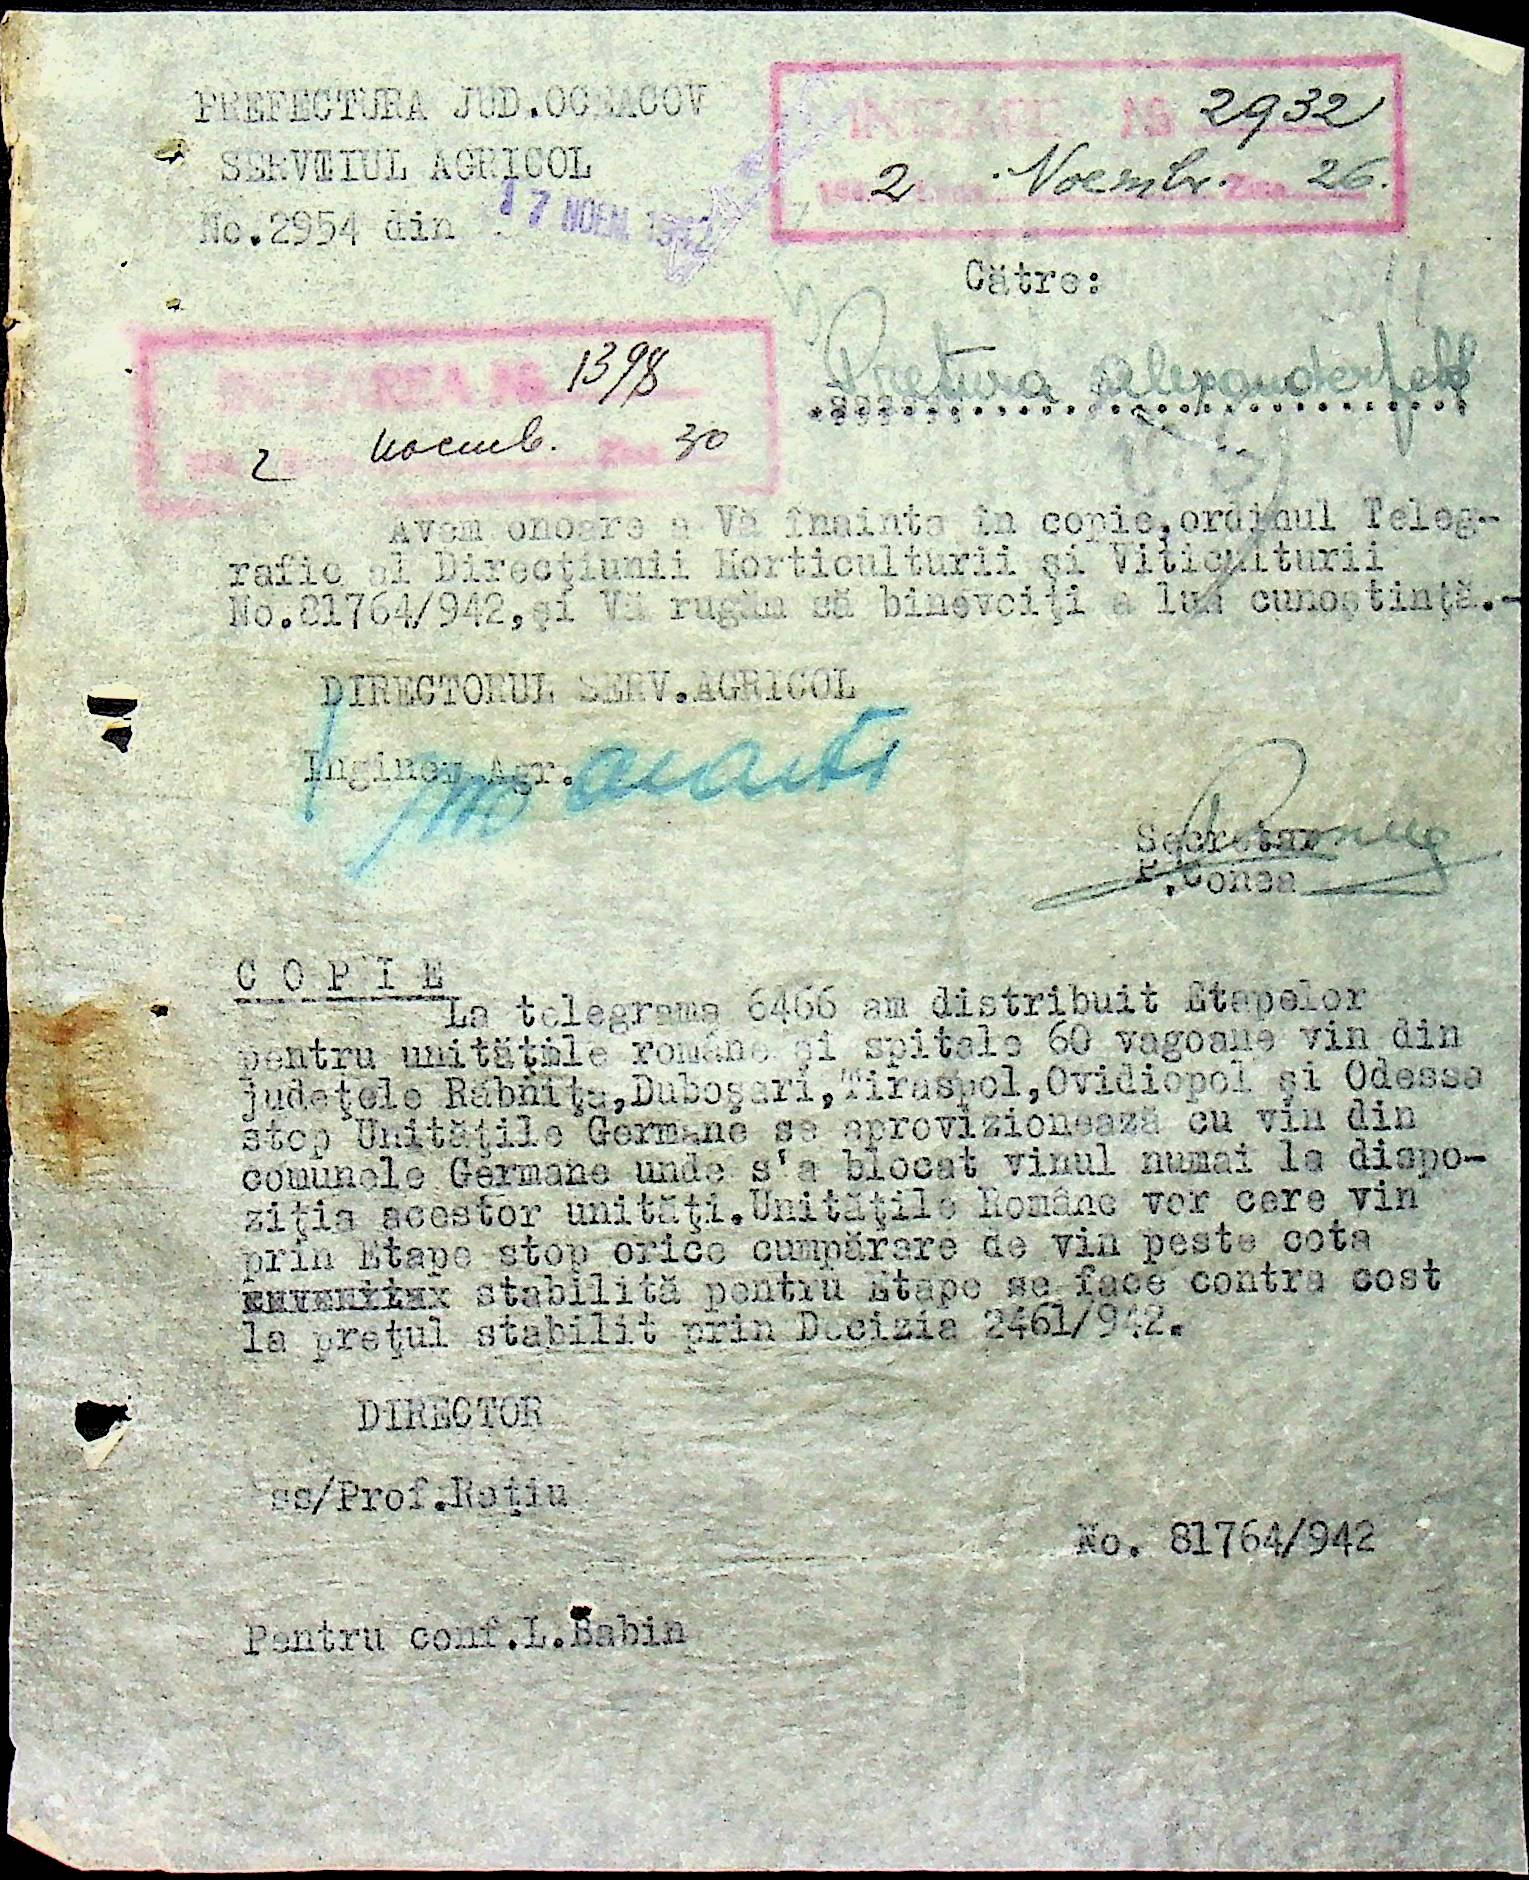 PREFECTURA JUD.OCEACOV
INTRARE No 2932
SERVIIUL AGRICOL
2 Noembr. Ziua 26.
No.2954 din 17 NOEM. 1942
Către:
INTRAREA No 1398
Pretura Alexanderfeld
2 noemb. Ziua 30
Avem onoare a Vă înainta în copie,ordinul Teleg-
rafic al Direcţiunii Horticulturii şi Viticulturii
No.81764/942,şi Vă rugăm să binevoiţi a lua cunoştinţă.-
DIRECTORUL SERV.AGRICOL
Inginer Agr.
Secretar
P.Conea
C O P I E
La telegrama 6466 am distribuit Etapelor
pentru unităţile române şi spitale 60 vagoane vin din
judeţele Râbniţa,Duboşari,Tiraspol,Ovidiopol şi Odessa
stop Unităţile Germane se aprovizionează cu vin din
comunele Germane unde s'a blocat vinul numai la dispo-
ziţia acestor unităţi.Unităţile Române vor cere vin
prin Etape stop orice cumpărare de vin peste cota
stabilită pentru Etape se face contra cost
la preţul stabilit prin Decizia 2461/942.
DIRECTOR
ss/Prof.Raţiu
No. 81764/942
Pentru conf.L.Babin